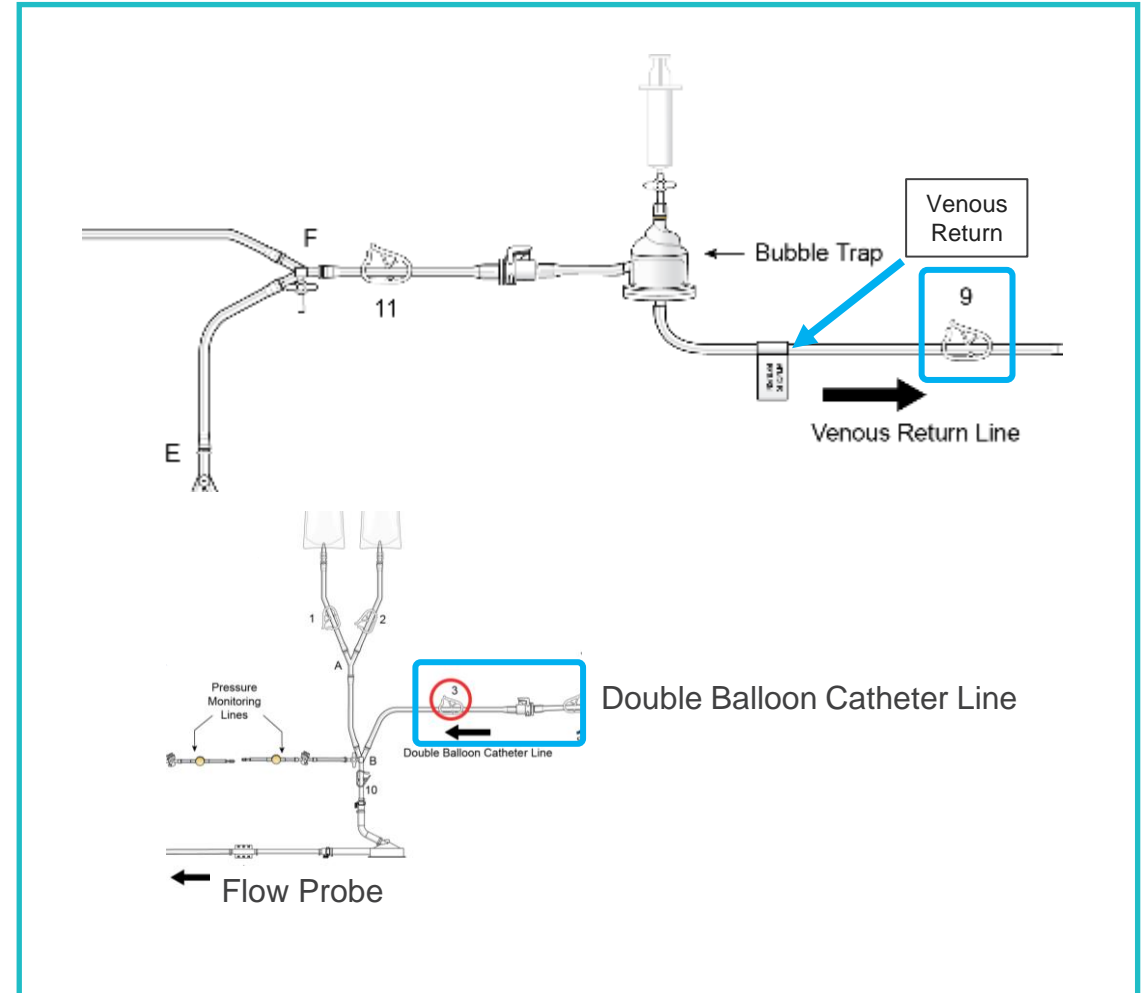 Venous
Return
F
Bubble Trap
9
11
Venous Return Line
E
1
2
A
3
Pressure
Monitoring
Lines
Double Balloon Catheter Line
Double Balloon Catheter Line
B
10
Flow Probe